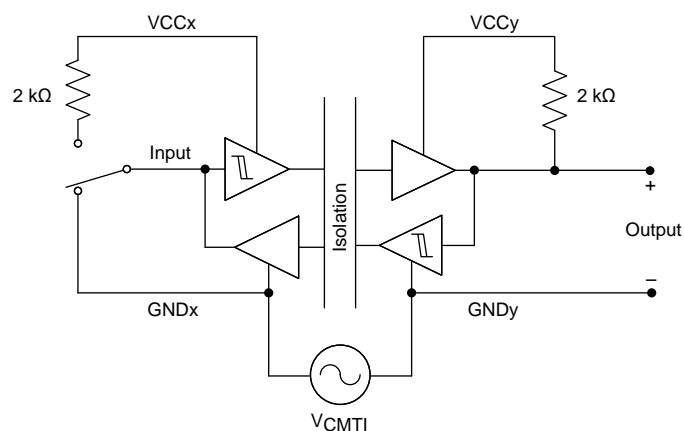 VCCx
VCCy
2 kΩ
2 kΩ
Input
Isolation
+
Output
–
GNDx
GNDy
VCMTI